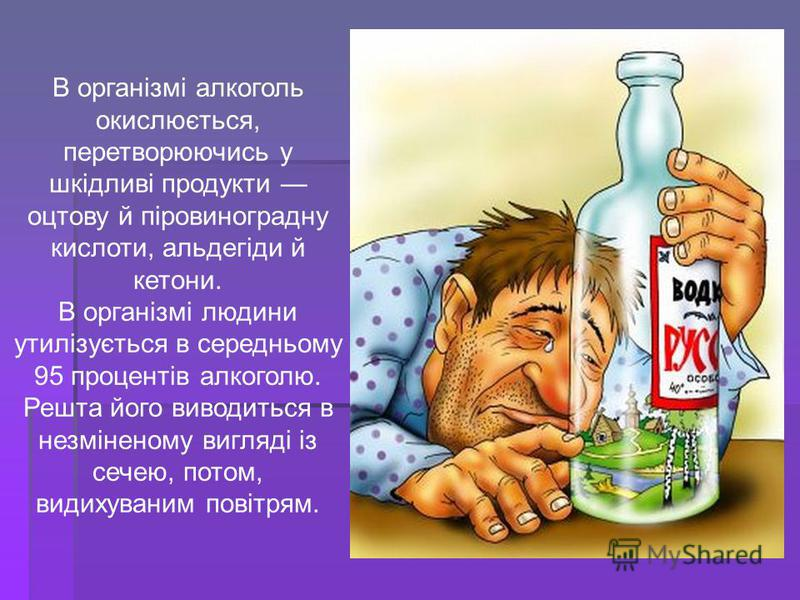 В організмі алкоголь
окислюється,
перетворюючись у
шкідливі продукти —
оцтову й піровиноградну
кислоти, альдегіди й
кетони.
В організмі людини
утилізується в середньому
95 процентів алкоголю.
Решта його виводиться в
незміненому вигляді із
сечею, потом,
видихуваним повітрям.
ВОДК
РУСС
ОСОБО
40°
MyShared